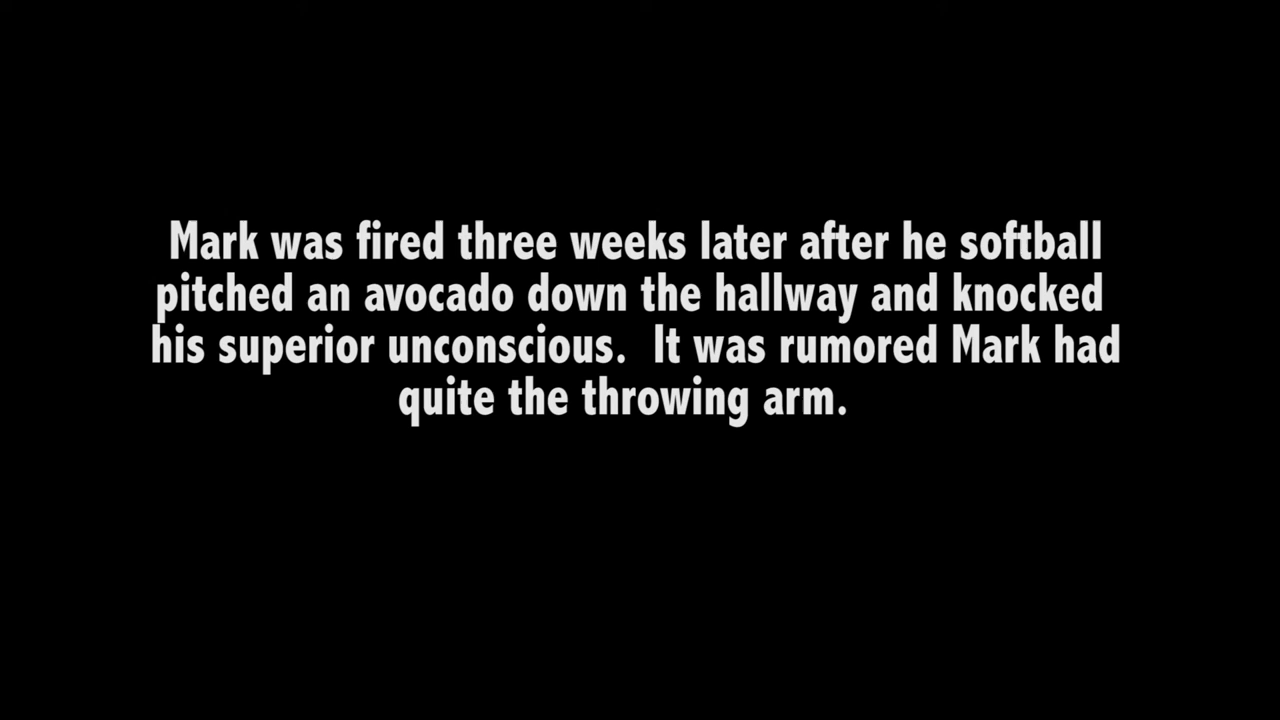 Mark was fired three weeks later after he softball
pitched an avocado down the hallway and knocked
his superior unconscious.  It was rumored Mark had
quite the throwing arm.